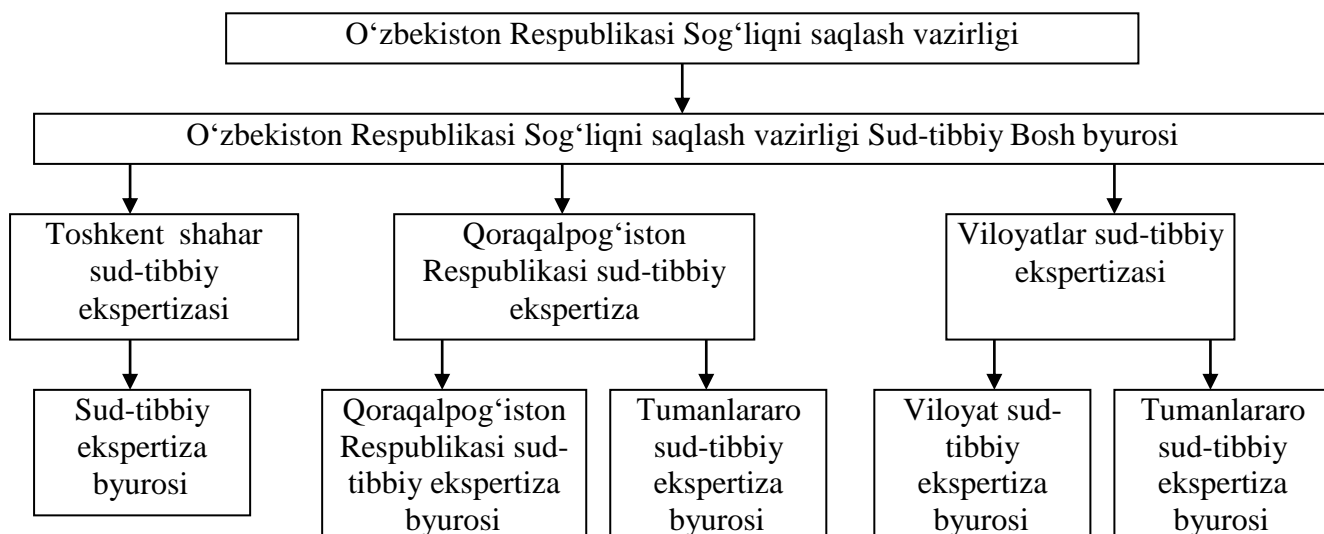 O‘zbekiston Respublikasi Sog‘liqni saqlash vazirligi
O‘zbekiston Respublikasi Sog‘liqni saqlash vazirligi Sud-tibbiy Bosh byurosi
Toshkent shahar
sud-tibbiy
ekspertizasi
Qoraqalpog‘iston
Respublikasi sud-tibbiy
ekspertiza
Viloyatlar sud-tibbiy
ekspertizasi
Sud-tibbiy
ekspertiza
byurosi
Qoraqalpog‘iston
Respublikasi sud-
tibbiy ekspertiza
byurosi
Tumanlararo
sud-tibbiy
ekspertiza
byurosi
Viloyat sud-
tibbiy
ekspertiza
byurosi
Tumanlararo
sud-tibbiy
ekspertiza
byurosi